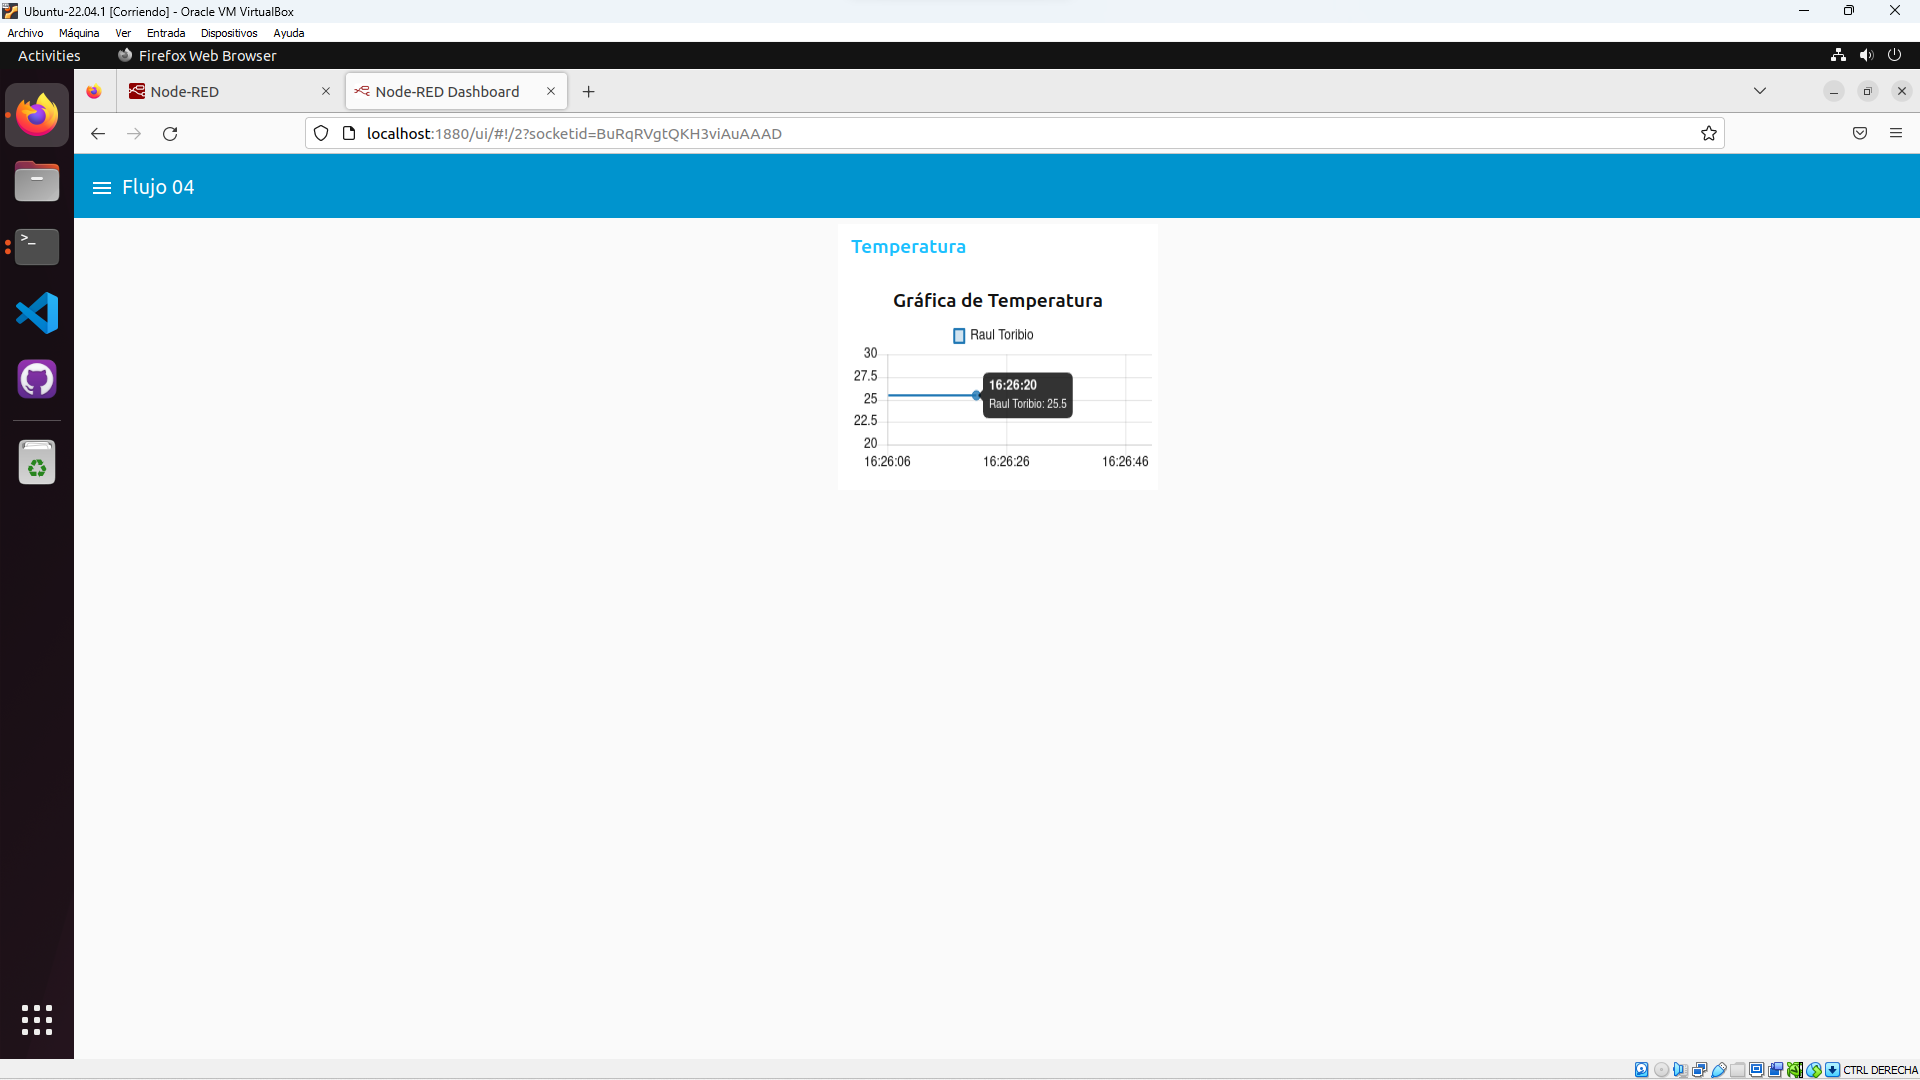 Ubuntu-22.04.1 [Corriendo] - Oracle VM VirtualBox
Archivo Máquina Ver Entrada Dispositivos Ayuda
Activities Firefox Web Browser
Node-RED Node-RED Dashboard
localhost:1880/ui/#!/2?socketid=BuRqRVgtQKH3viAuAAAD
Flujo 04
Temperatura
Gráfica de Temperatura
Raul Toribio
30
27.5
25
22.5
20
16:26:20
Raul Toribio: 25.5
16:26:06 16:26:26 16:26:46
CTRL DERECHA